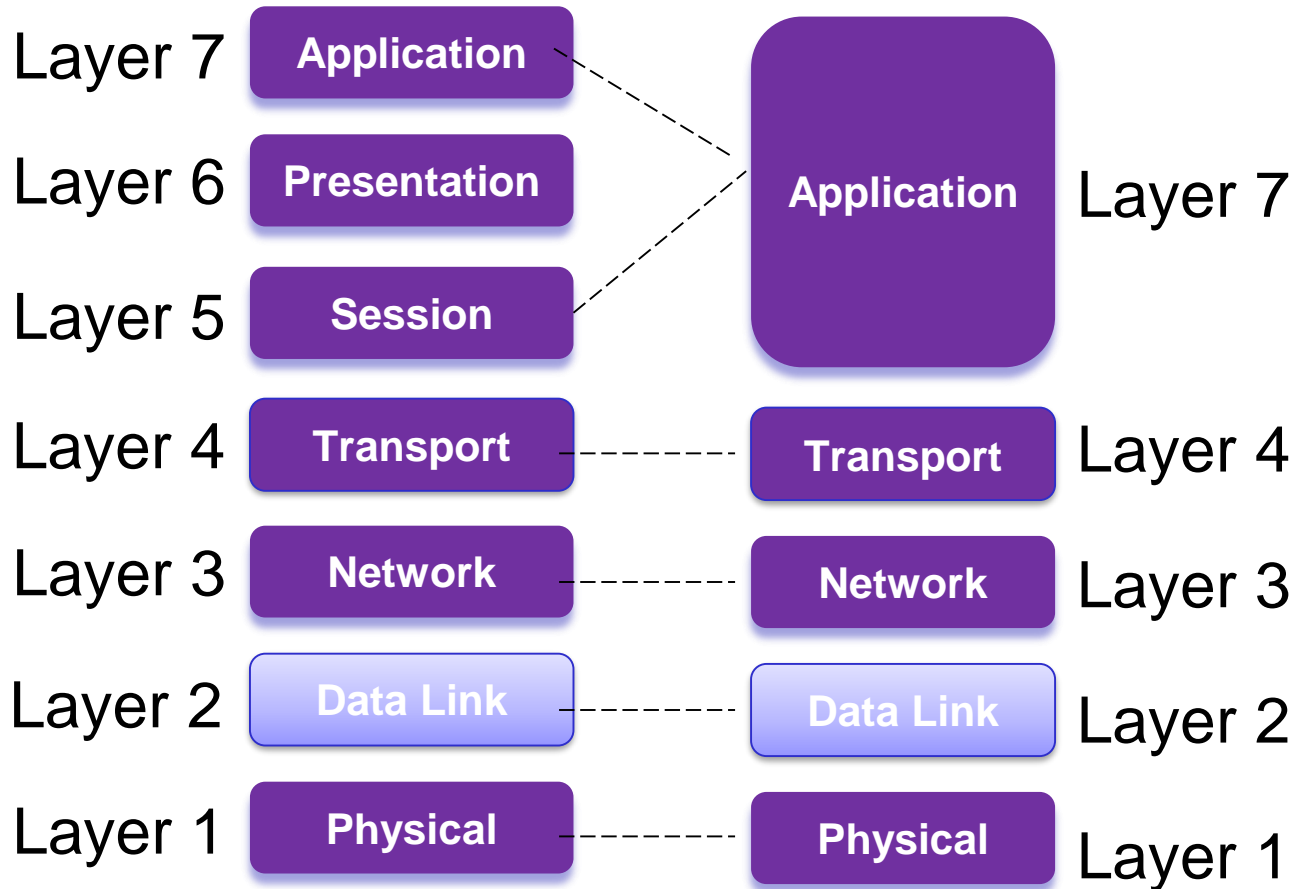 Layer 7 Application
Layer 6 Presentation Application Layer 7
Layer 5 Session
Layer 4 Transport Transport Layer 4
Layer 3 Network Network Layer 3
Layer 2 Data Link Data Link Layer 2
Layer 1 Physical Physical Layer 1